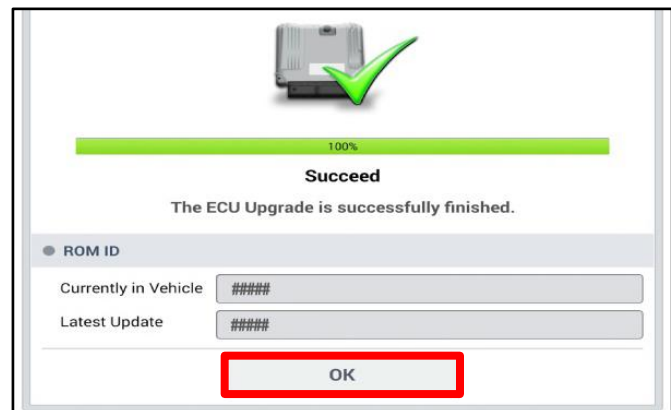 100%
Succeed
The ECU Upgrade is successfully finished.
ROM ID
Currently in Vehicle #####
Latest Update #####
OK